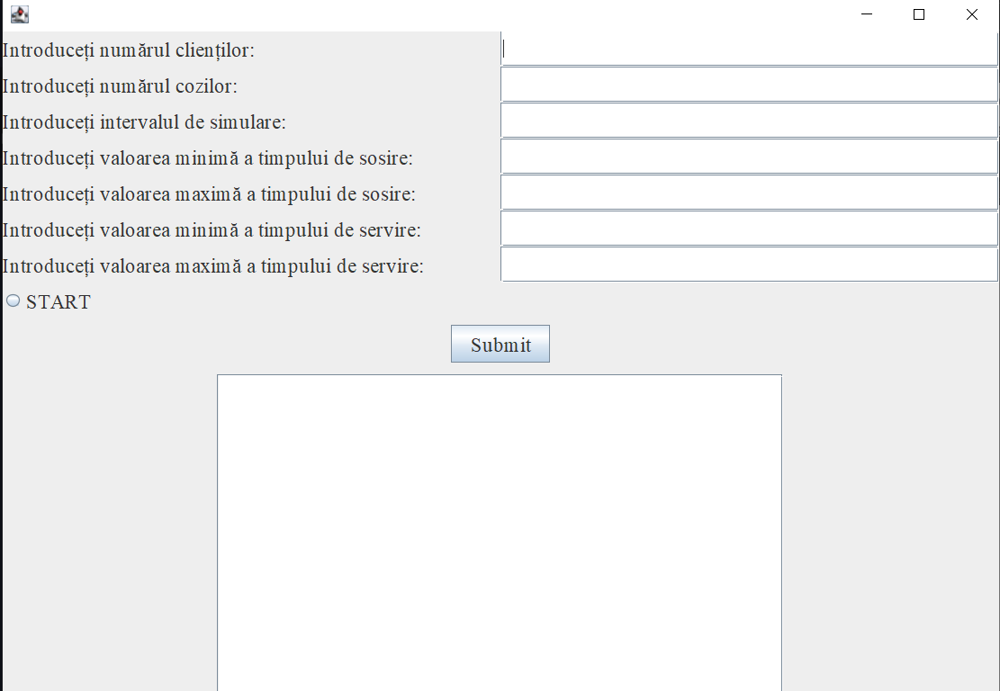 Introduceți numărul clienților:
Introduceți numărul cozilor:
Introduceți intervalul de simulare:
Introduceți valoarea minimă a timpului de sosire:
Introduceți valoarea maximă a timpului de sosire:
Introduceți valoarea minimă a timpului de servire:
Introduceți valoarea maximă a timpului de servire:
START
Submit